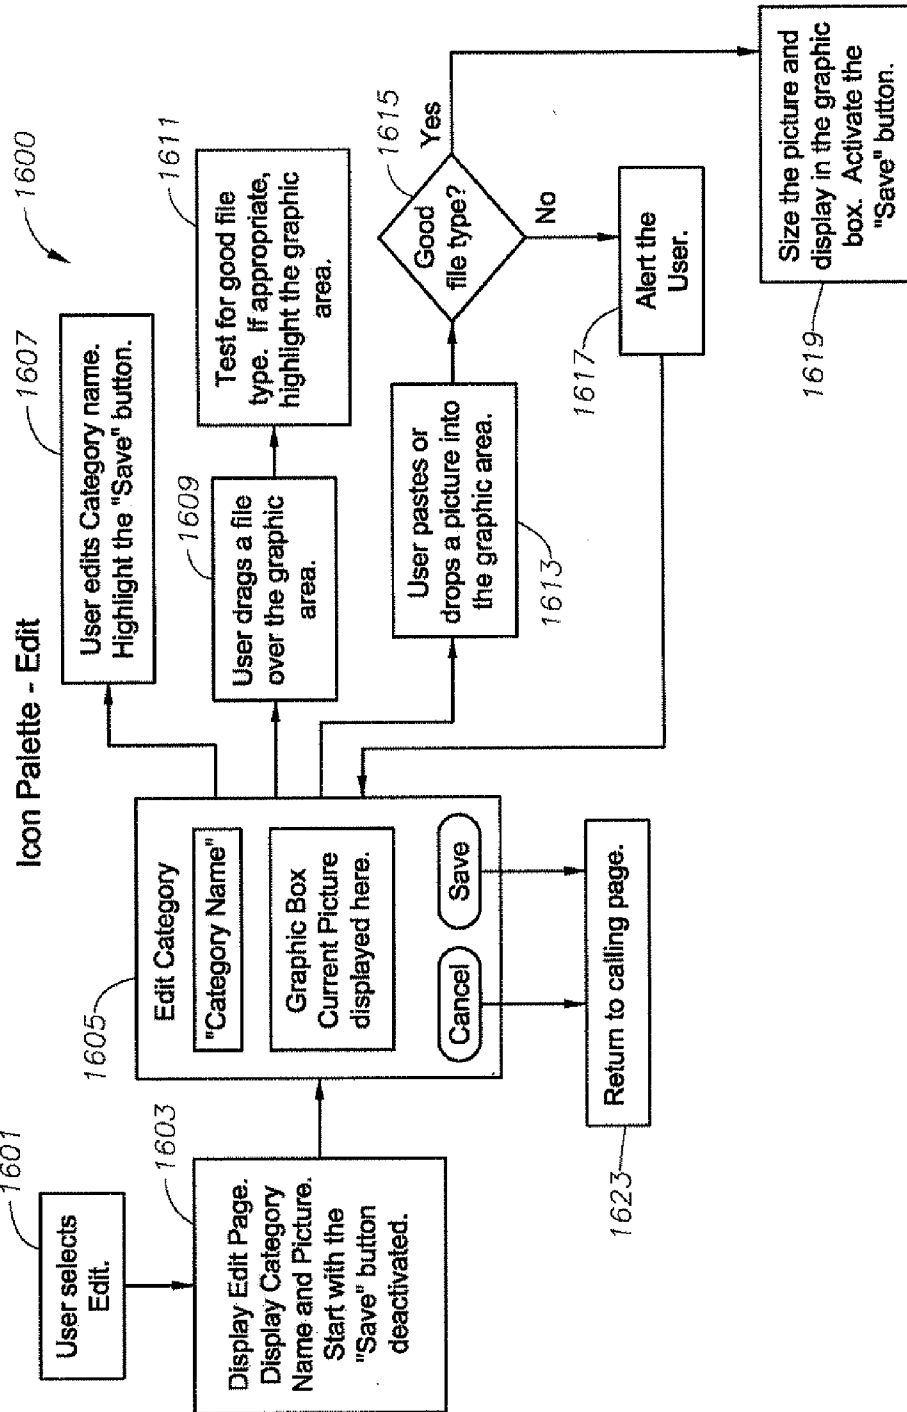 Icon Palette - Edit
1600
1601
User selects
Edit.
1603
Display Edit Page.
Display Category
Name and Picture.
Start with the
"Save" button
deactivated.
1605
Edit Category
"Category Name"
Graphic Box
Current Picture
displayed here.
Cancel
Save
1607
User edits Category name.
Highlight the "Save" button.
1609
User drags a file
over the graphic
area.
1611
Test for good file
type. If appropriate,
highlight the graphic
area.
1613
User pastes or
drops a picture into
the graphic area.
1615
Good
file type?
Yes
No
1617
Alert the
User.
1619
Size the picture and
display in the graphic
box. Activate the
"Save" button.
1623
Return to calling page.